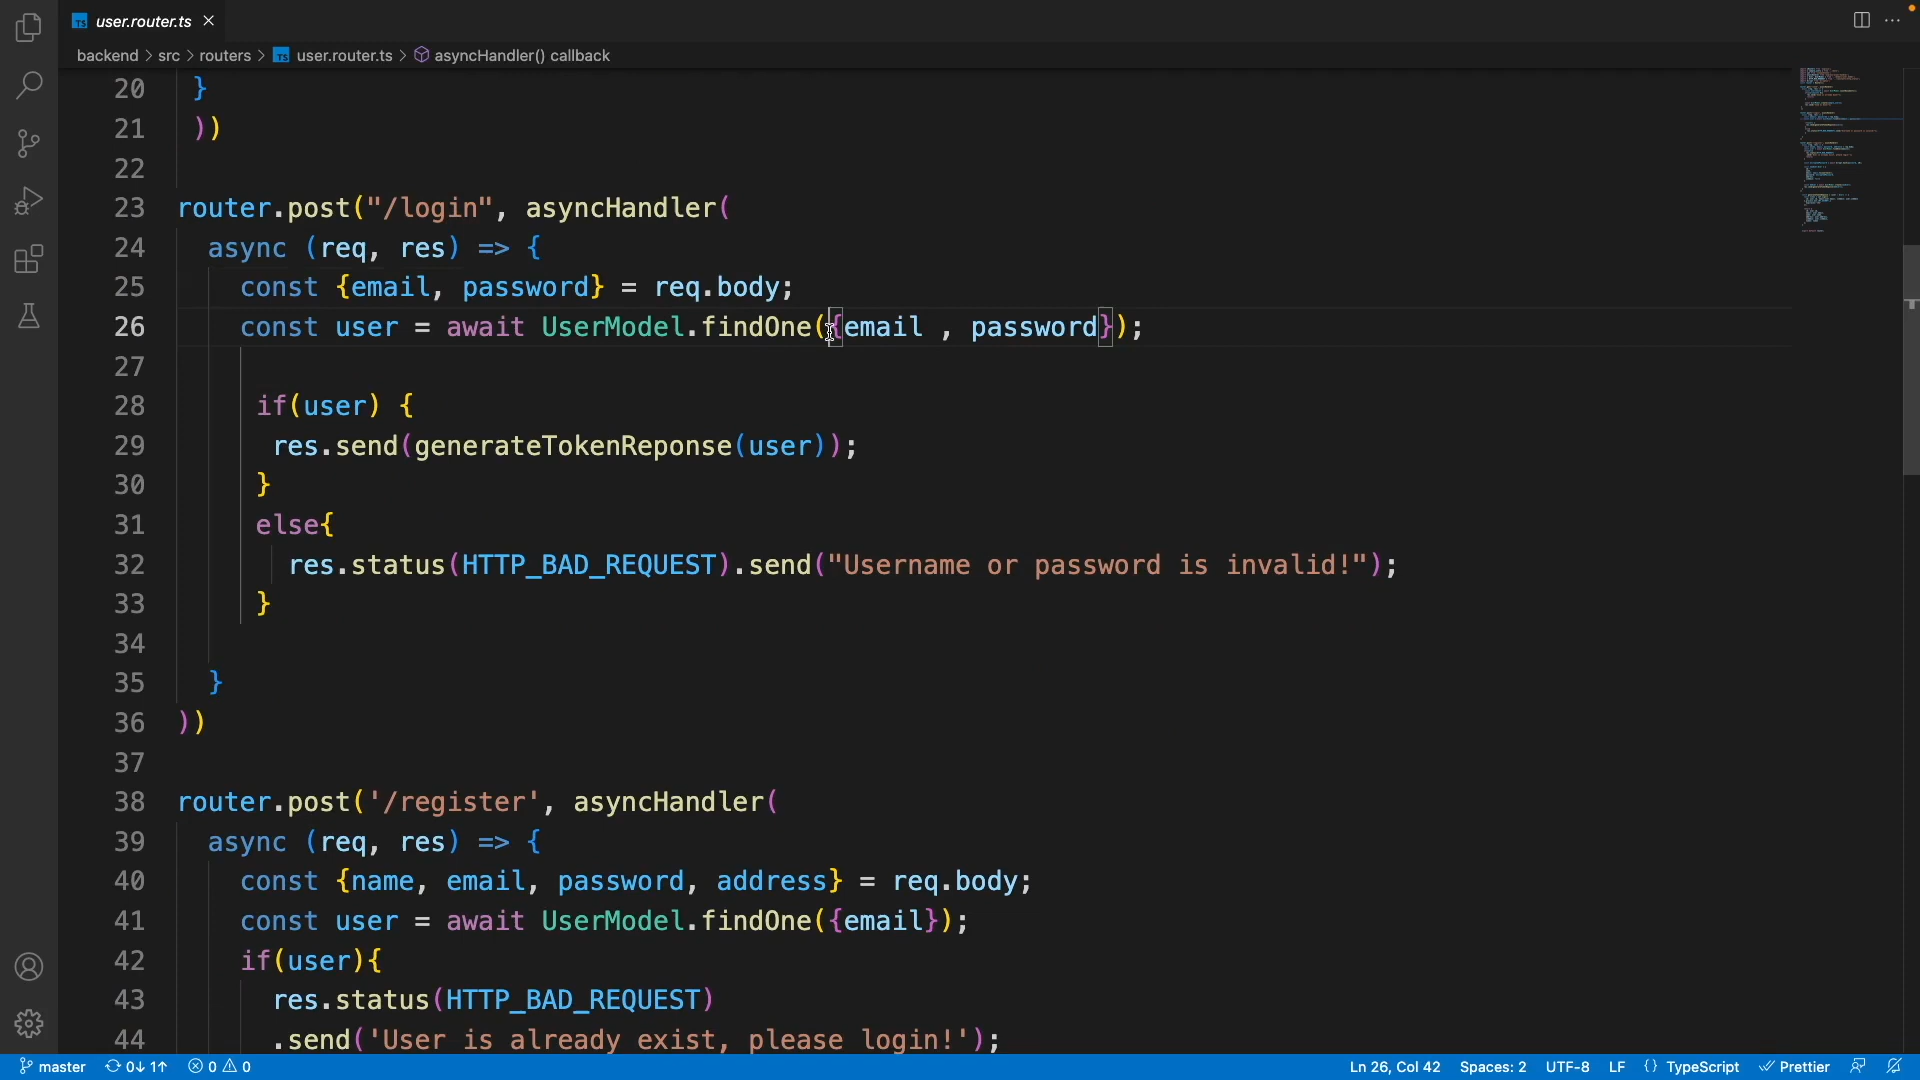 user.router.ts
backend > src > routers > user.router.ts > asyncHandler() callback
20 }
21 ))
22
23 router.post("/login", asyncHandler(
24 async (req, res) => {
25 const {email, password} = req.body;
26 const user = await UserModel.findOne({email , password});
27
28 if(user) {
29 res.send(generateTokenReponse(user));
30 }
31 else{
32 res.status(HTTP_BAD_REQUEST).send("Username or password is invalid!");
33 }
34
35 }
36 ))
37
38 router.post('/register', asyncHandler(
39 async (req, res) => {
40 const {name, email, password, address} = req.body;
41 const user = await UserModel.findOne({email});
42 if(user){
43 res.status(HTTP_BAD_REQUEST)
44 .send('User is already exist, please login!');
master 0↓ 1↑ 0 0 Ln 26, Col 42 Spaces: 2 UTF-8 LF {} TypeScript Prettier